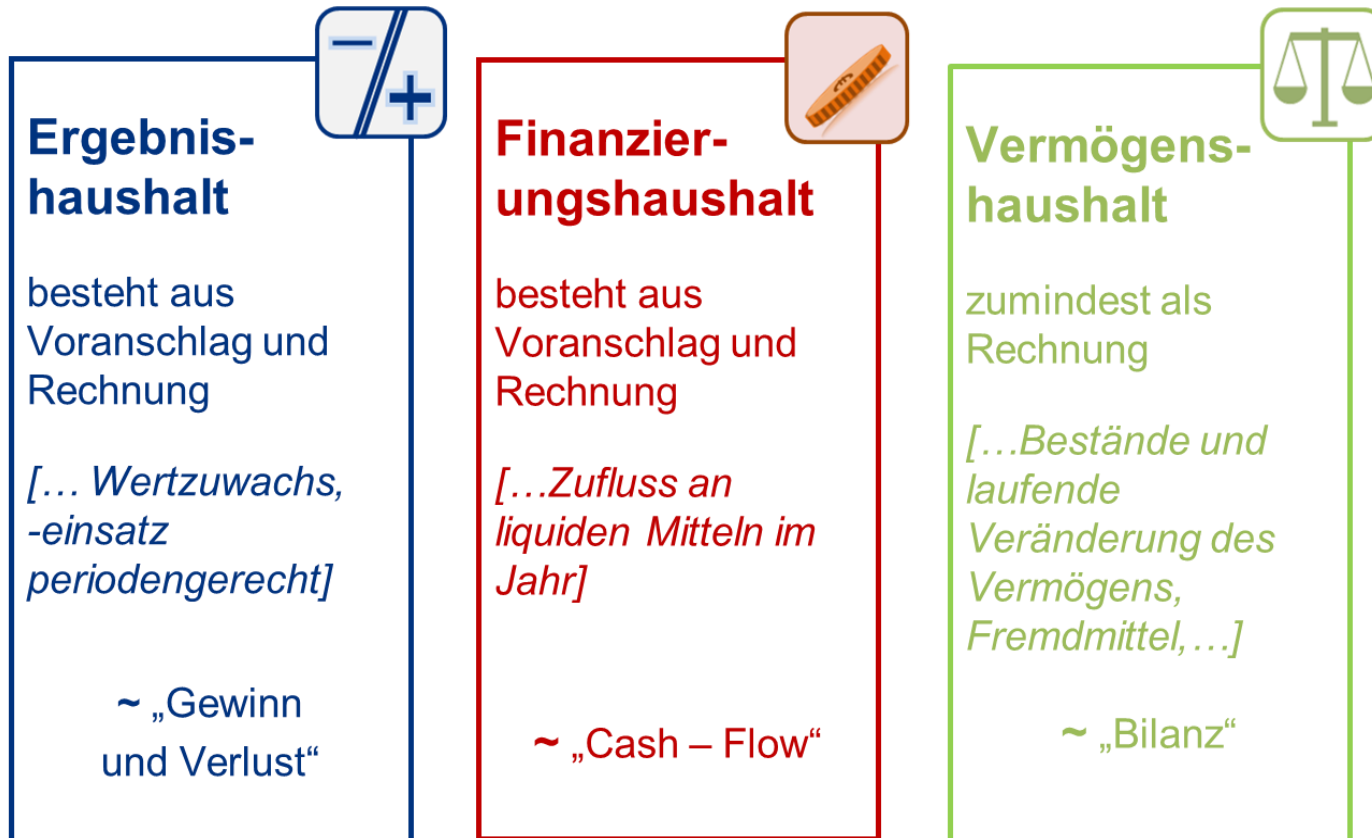 Ergebnis-
haushalt
besteht aus
Voranschlag und
Rechnung
[… Wertzuwachs,
-einsatz
periodengerecht]
~ „Gewinn
und Verlust“
Finanzier-
ungshaushalt
besteht aus
Voranschlag und
Rechnung
[…Zufluss an
liquiden Mitteln im
Jahr]
~ „Cash – Flow“
Vermögens-
haushalt
zumindest als
Rechnung
[…Bestände und
laufende
Veränderung des
Vermögens,
Fremdmittel,…]
~ „Bilanz“